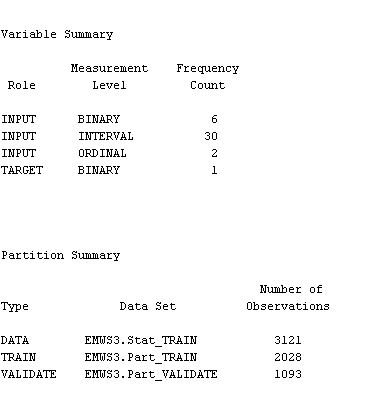 Variable Summary
Measurement Frequency
Role Level Count
INPUT BINARY 6
INPUT INTERVAL 30
INPUT ORDINAL 2
TARGET BINARY 1
Partition Summary
Number of
Type Data Set Observations
DATA EMWS3.Stat_TRAIN 3121
TRAIN EMWS3.Part_TRAIN 2028
VALIDATE EMWS3.Part_VALIDATE 1093